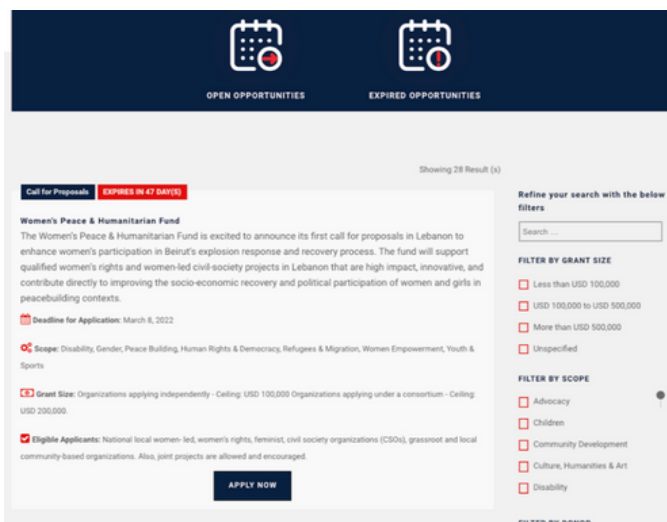 OPEN OPPORTUNITIES
EXPIRED OPPORTUNITIES
Showing 28 Result (s)
Call for Proposals
EXPIRES IN 47 DAY(S)
Women's Peace & Humanitarian Fund
The Women's Peace & Humanitarian Fund is excited to announce its first call for proposals in Lebanon to
enhance women's participation in Beirut's explosion response and recovery process. The fund will support
qualified women's rights and women-led civil-society projects in Lebanon that are high impact, innovative, and
contribute directly to improving the socio-economic recovery and political participation of women and girls in
peacebuilding contexts.
Deadline for Application: March 8, 2022
Scope: Disability, Gender, Peace Building, Human Rights & Democracy, Refugees & Migration, Women Empowerment, Youth &
Sports
Grant Size: Organizations applying independently - Ceiling: USD 100,000 Organizations applying under a consortium - Ceiling:
USD 200,000.
Eligible Applicants: National local women- led, women's rights, feminist, civil society organizations (CSOs), grassroot and local
community-based organizations. Also, joint projects are allowed and encouraged.
APPLY NOW
Refine your search with the below
filters
Search ...
FILTER BY GRANT SIZE
Less than USD 100,000
USD 100,000 to USD 500,000
More than USD 500,000
Unspecified
FILTER BY SCOPE
Advocacy
Children
Community Development
Culture, Humanities & Art
Disability
FILTER BY DONOR